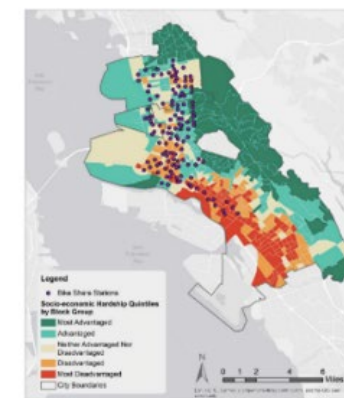 Legend
Bike Share Stations
Socio-economic Hardship Quintiles
by Block Group
Most Advantaged
Advantaged
Neither Advantaged Nor
Disadvantaged
Disadvantaged
Most Disadvantaged
City Boundaries
N
0 1 2 4 6
Miles